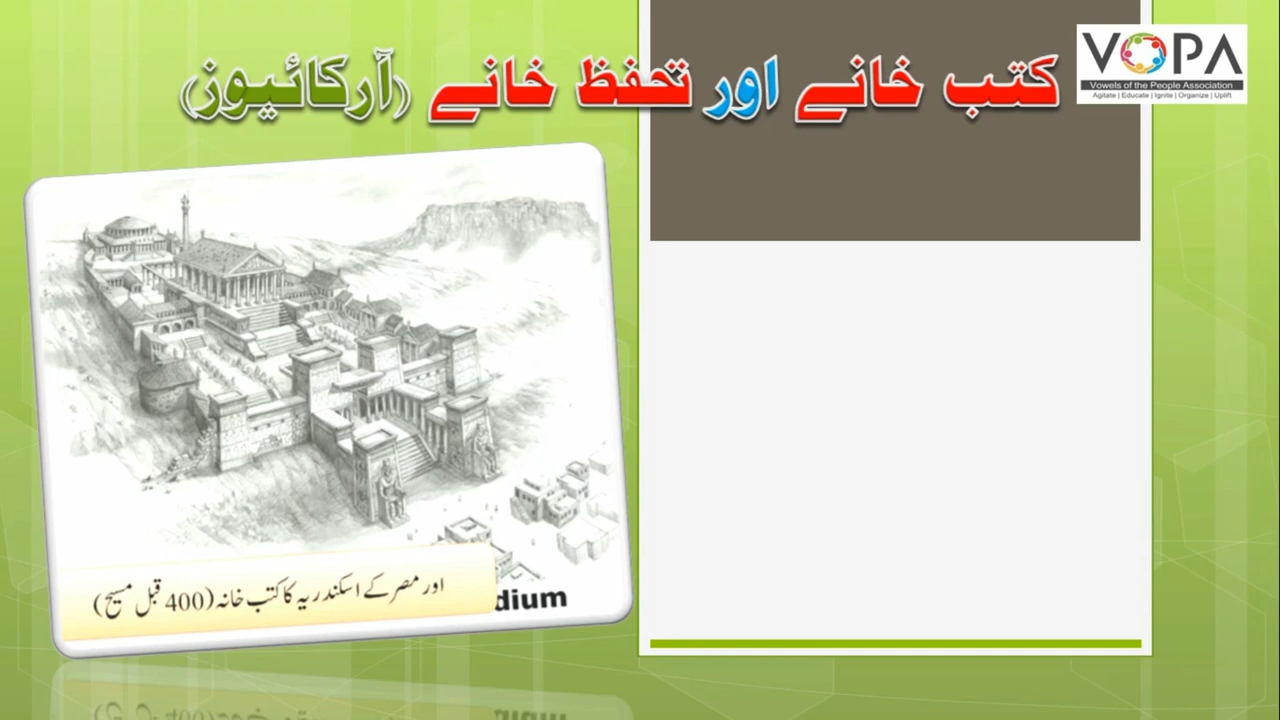 کتب خانے اور تحفظ خانے (آرکائیوز)
VOPA
Vowels of the People Association
Agitate | Educate | Ignite | Organize | Uplift
اور مصر کے اسکندریہ کا کتب خانہ (400 قبل مسیح)
dium